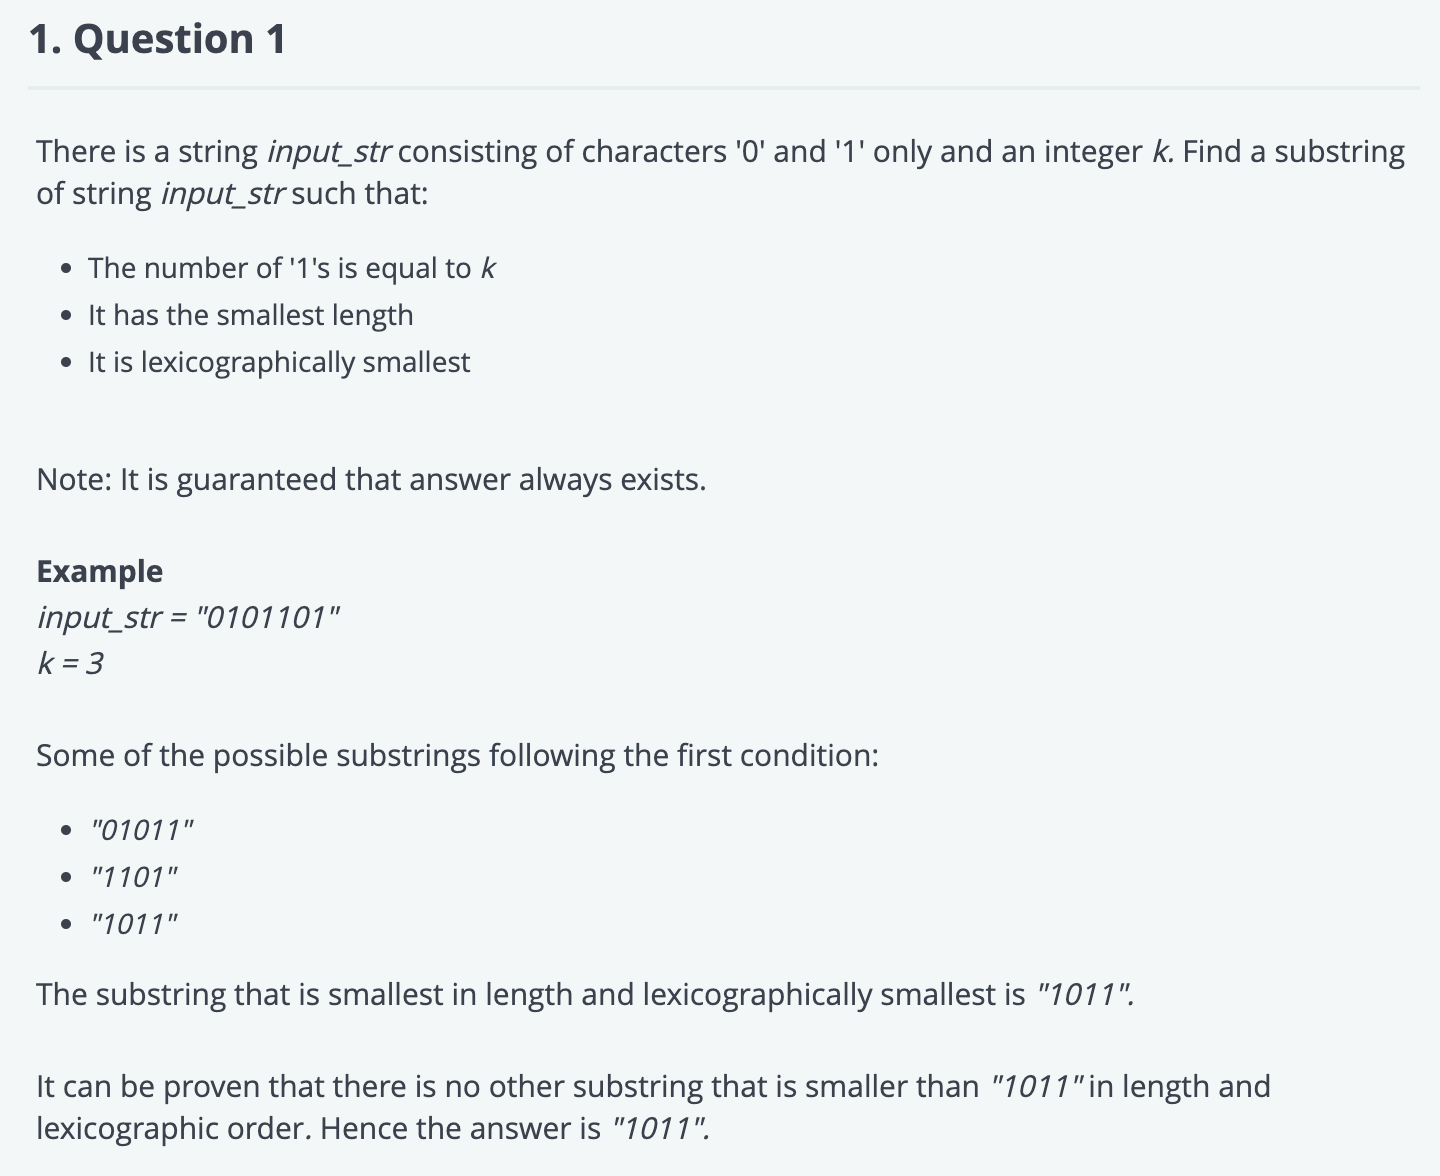 1. Question 1
There is a string input_str consisting of characters '0' and '1' only and an integer k. Find a substring
of string input_str such that:
• The number of '1's is equal to k
• It has the smallest length
• It is lexicographically smallest
Note: It is guaranteed that answer always exists.
Example
input_str = "0101101"
k = 3
Some of the possible substrings following the first condition:
• "01011"
• "1101"
• "1011"
The substring that is smallest in length and lexicographically smallest is "1011".
It can be proven that there is no other substring that is smaller than "1011" in length and
lexicographic order. Hence the answer is "1011".